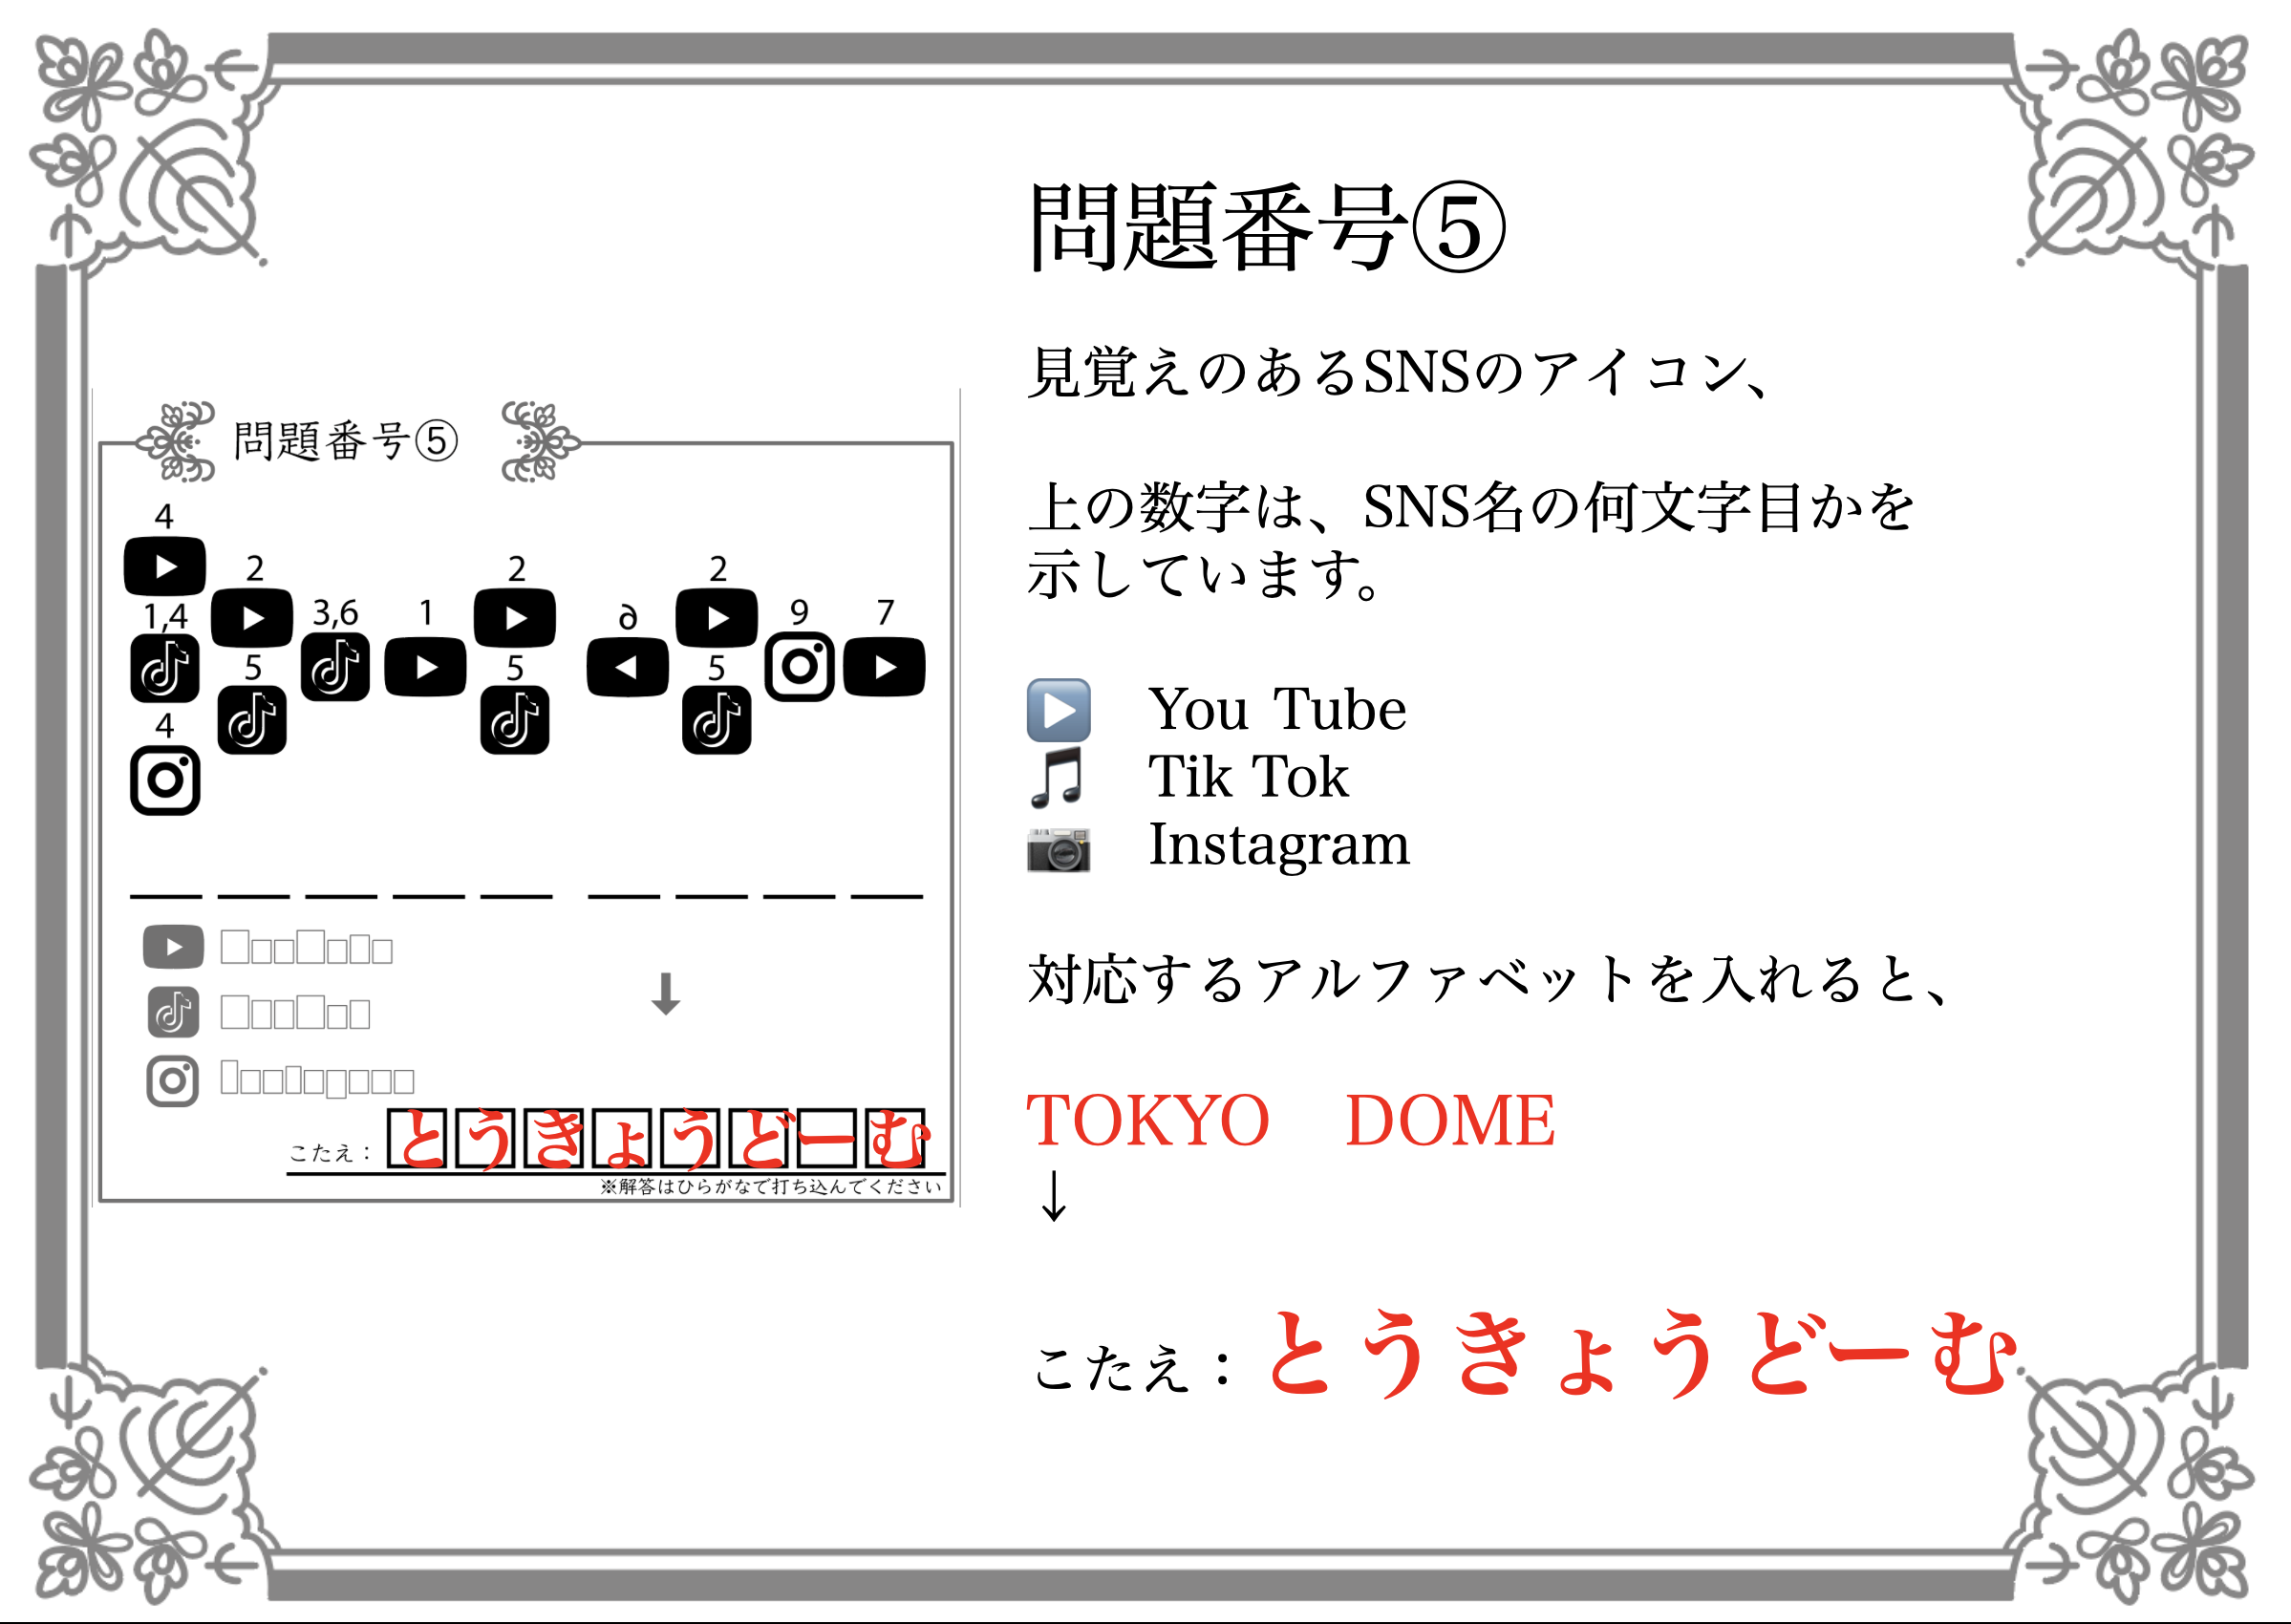 問題番号⑤
4
2
2
2
1,4
3,6
1
6
9
7
5
5
5
4
こたえ：
とうきょうどーむ
※解答はひらがなで打ち込んでください
問題番号⑤
見覚えのあるSNSのアイコン、
上の数字は、SNS名の何文字目かを
示しています。
You Tube
Tik Tok
Instagram
対応するアルファベットを入れると、
TOKYO DOME
↓
こたえ：とうきょうどーむ